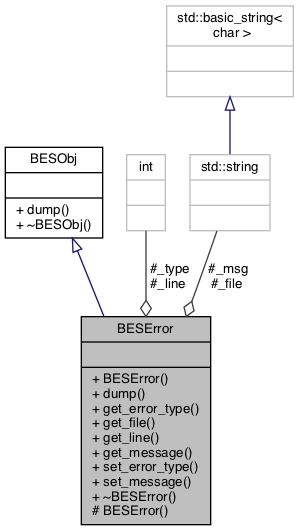 std::basic_string<
char >
BESObj
+ dump()
+ ~BESObj()
int
std::string
#_type
#_line
#_msg
#_file
BESError
+ BESError()
+ dump()
+ get_error_type()
+ get_file()
+ get_line()
+ get_message()
+ set_error_type()
+ set_message()
+ ~BESError()
# BESError()